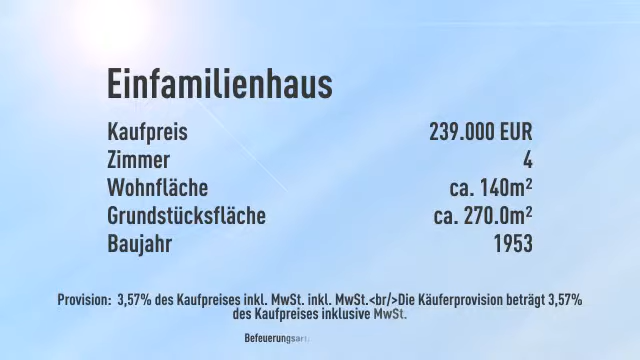 Einfamilienhaus
Kaufpreis 239.000 EUR
Zimmer 4
Wohnfläche ca. 140m²
Grundstücksfläche ca. 270.0m²
Baujahr 1953
Provision: 3,57% des Kaufpreises inkl. MwSt. inkl. MwSt.<br/>Die Käuferprovision beträgt 3,57%
des Kaufpreises inklusive MwSt.
Befeuerungsart: